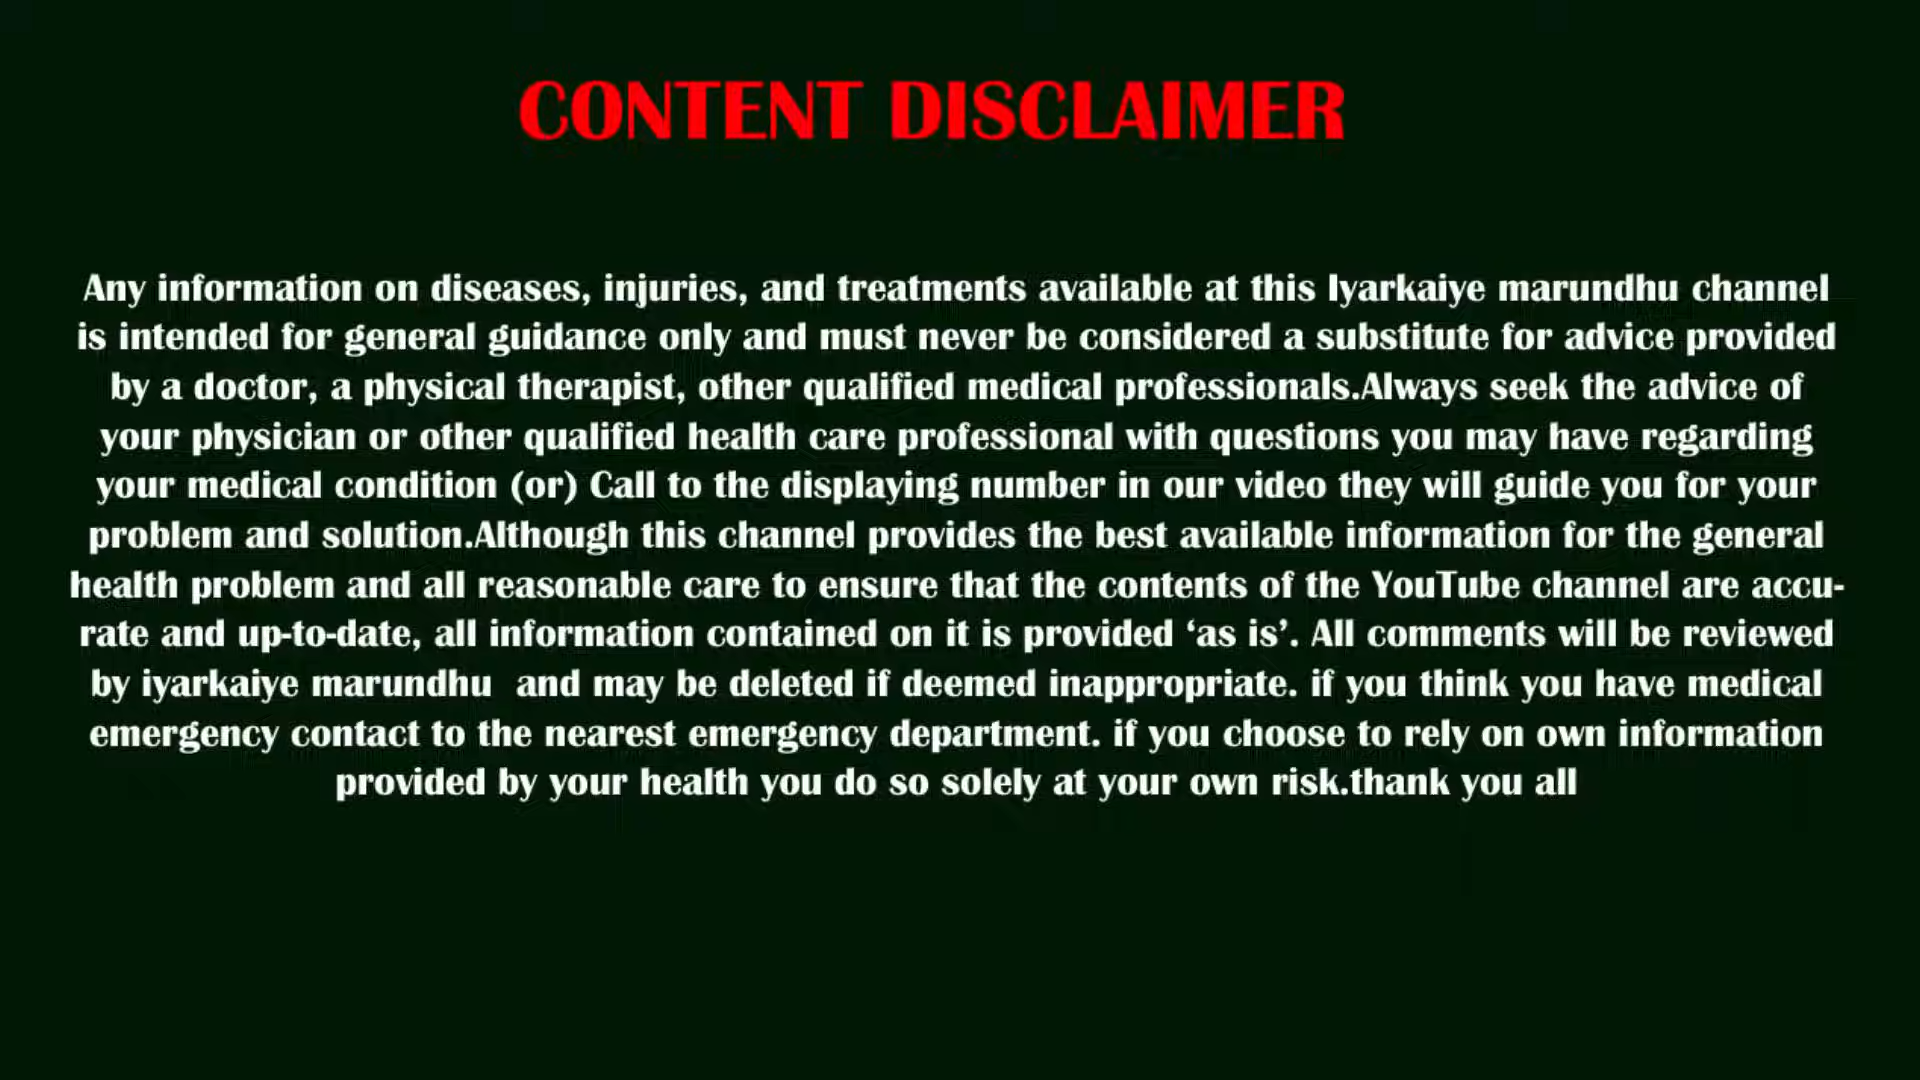 CONTENT DISCLAIMER
Any information on diseases, injuries, and treatments available at this Iyarkaiye marundhu channel
is intended for general guidance only and must never be considered a substitute for advice provided
by a doctor, a physical therapist, other qualified medical professionals.Always seek the advice of
your physician or other qualified health care professional with questions you may have regarding
your medical condition (or) Call to the displaying number in our video they will guide you for your
problem and solution.Although this channel provides the best available information for the general
health problem and all reasonable care to ensure that the contents of the YouTube channel are accu-
rate and up-to-date, all information contained on it is provided ‘as is’. All comments will be reviewed
by iyarkaiye marundhu  and may be deleted if deemed inappropriate. if you think you have medical
emergency contact to the nearest emergency department. if you choose to rely on own information
provided by your health you do so solely at your own risk.thank you all